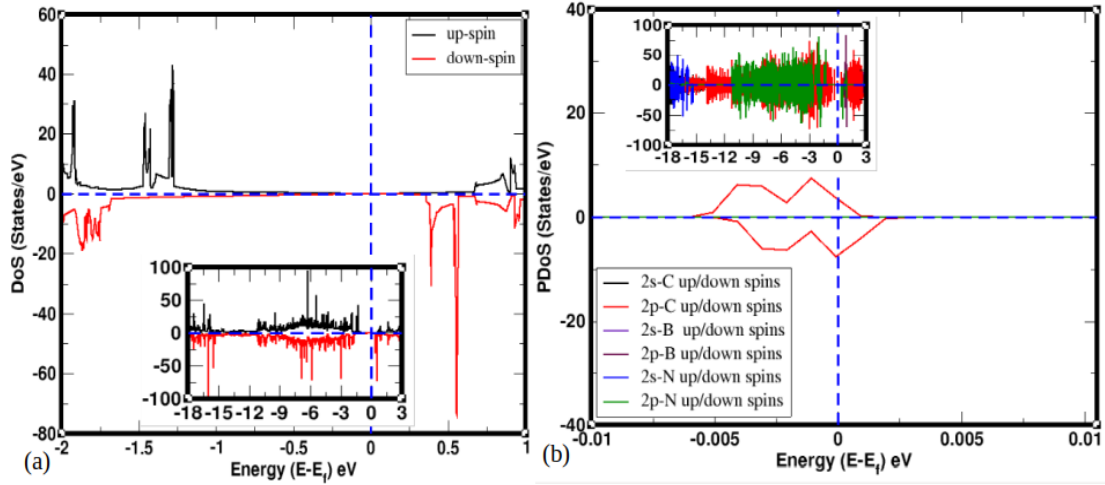 60
40
20
0
-20
-40
-60
-80
DoS (States/eV)
up-spin
down-spin
100
50
0
-50
-100
-18 -15 -12 -9 -6 -3 0 3
-2 -1.5 -1 -0.5 0 0.5 1
(a)
Energy (E-Ef) eV
40
20
0
-20
-40
PDoS (States/eV)
100
50
0
-50
-100
-18 -15 -12 -9 -6 -3 0 3
2s-C up/down spins
2p-C up/down spins
2s-B up/down spins
2p-B up/down spins
2s-N up/down spins
2p-N up/down spins
-0.01 -0.005 0 0.005 0.01
(b)
Energy (E-Ef) eV